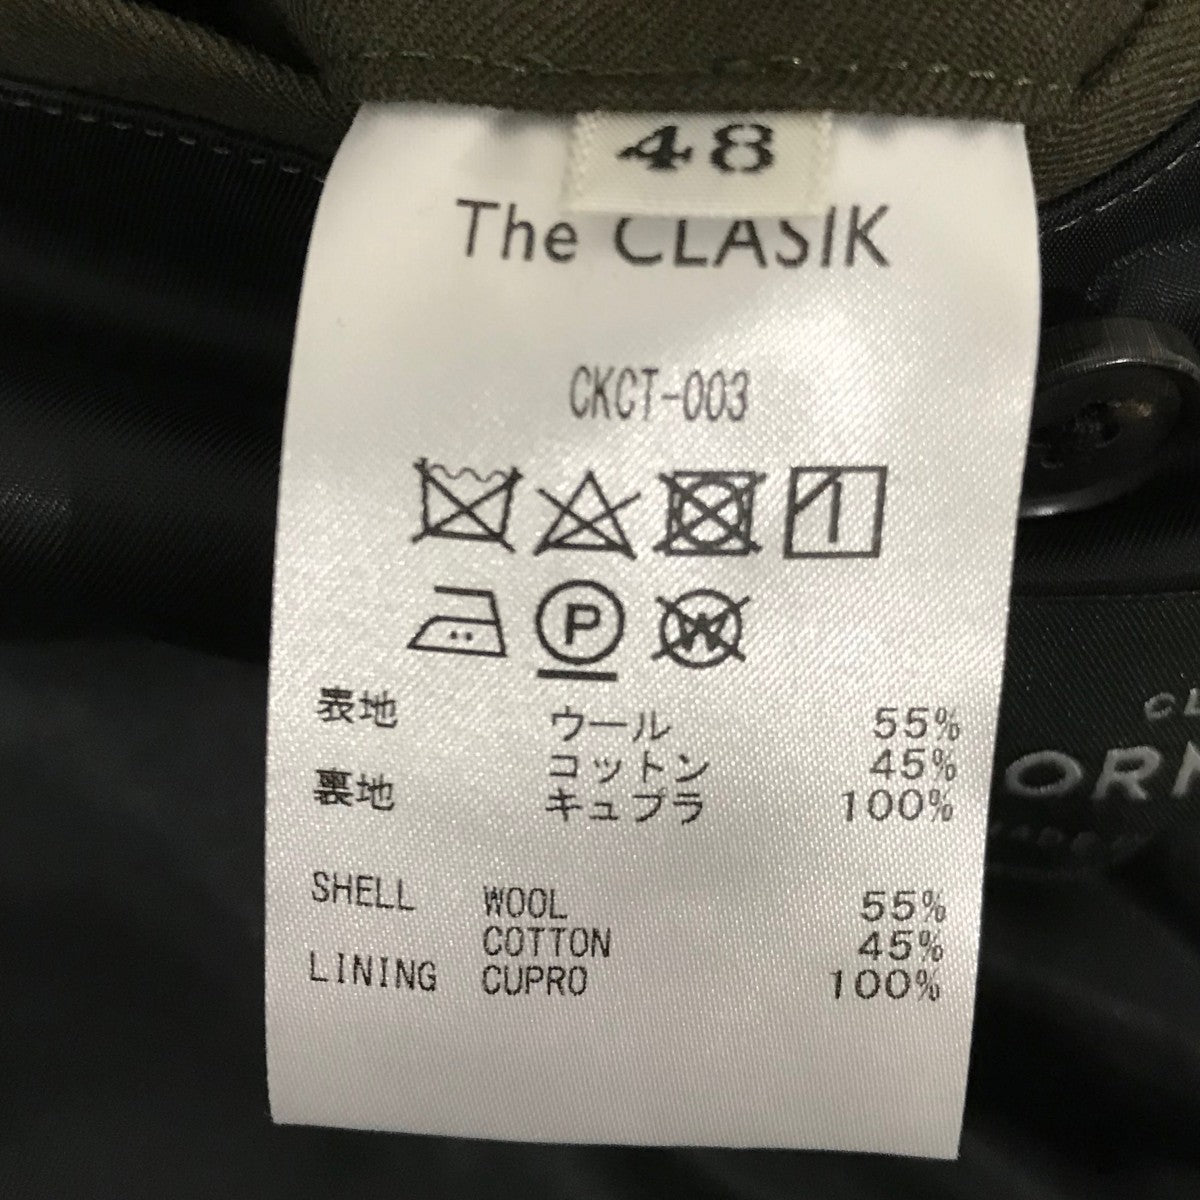 48
The CLASIK
CKCT-003
P
W
表地 ウール 55%
コットン 45%
裏地 キュプラ 100%
SHELL WOOL 55%
COTTON 45%
LINING CUPRO 100%